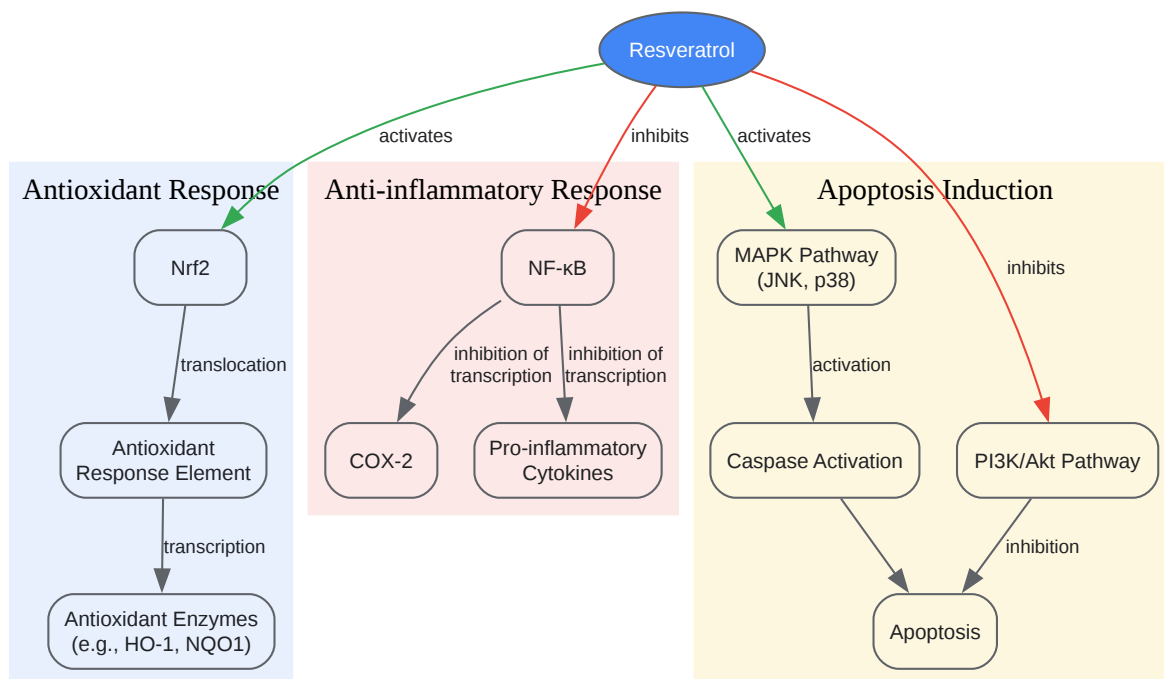 Resveratrol
activates
inhibits
activates
Antioxidant Response
Anti-inflammatory Response
Apoptosis Induction
Nrf2
NF-κB
MAPK Pathway
(JNK, p38)
inhibits
translocation
inhibition of
transcription
inhibition of
transcription
activation
Antioxidant
Response Element
COX-2
Pro-inflammatory
Cytokines
Caspase Activation
PI3K/Akt Pathway
transcription
inhibition
Antioxidant Enzymes
(e.g., HO-1, NQO1)
Apoptosis